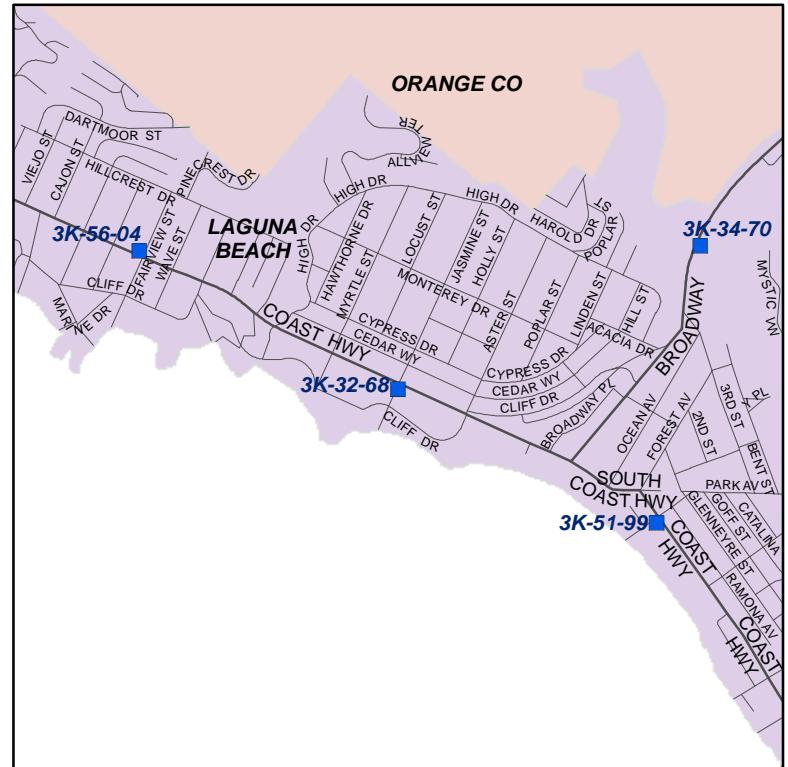 ORANGE CO
ALLVIEW
TER
DARTMOOR ST
VIEJO ST
CAJON ST
HILLCREST DR
PINECREST DR
HIGH DR
HIGH DR
HAROLD DR
POPLAR
ST
LAGUNA
BEACH
3K-56-04
FAIRVIEW ST
WAVE ST
HIGH DR
HAWTHORNE DR
MYRTLE ST
LOCUST ST
JASMINE ST
HOLLY ST
3K-34-70
MONTEREY DR
ASTER ST
POPLAR ST
LINDEN ST
HILL ST
MYSTIC
CLIFF DR
COAST HWY
CYPRESS DR
CEDAR WY
ACACIA DR
BROADWAY
3K-32-68
CYPRESS DR
CEDAR WY
CLIFF DR
BROADWAY PL
CLIFF DR
OCEAN AV
FOREST AV
2ND ST
3RD ST
PL
BENT ST
SOUTH
COAST HWY
PARK AV
3K-51-99
COAST
HWY
GLENNEYRE ST
GOFF ST
CATALINA
RAMONA AV
COAST
HWY